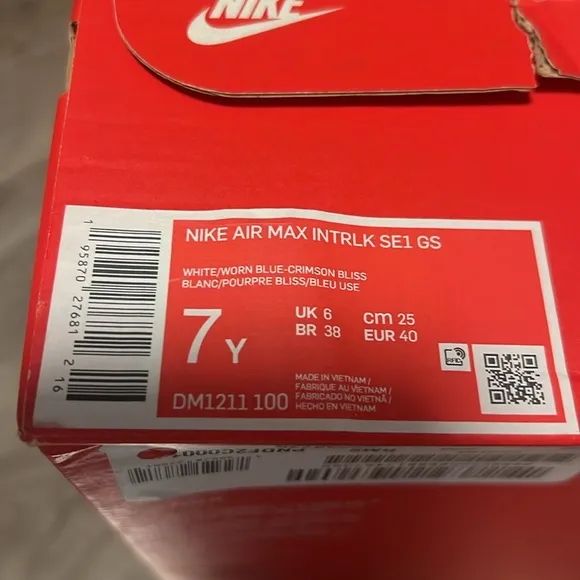 NIKE
NIKE AIR MAX INTRLK SE1 GS
WHITE/WORN BLUE-CRIMSON BLISS
BLANC/POURPRE BLISS/BLEU USE
7 Y
UK 6
cm 25
BR 38
EUR 40
DM1211 100
MADE IN VIETNAM /
FABRIQUE AU VIETNAM /
FABRICADO NO VIETNÃ /
HECHO EN VIETNAM
RFID
1 95870 27681 2 16